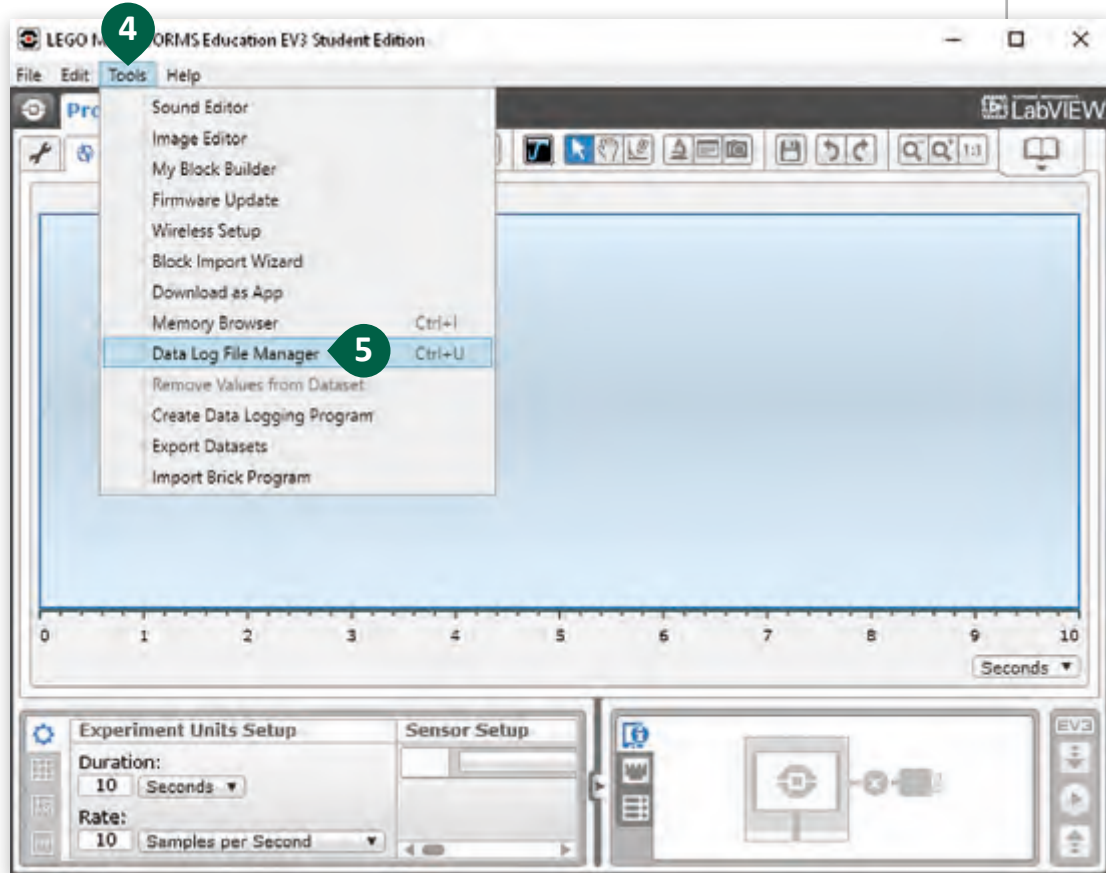 4
LEGO M ORMS Education EV3 Student Edition
File Edit Tools Help
Pro
LabVIEW
Sound Editor
Image Editor
My Block Builder
Firmware Update
Wireless Setup
Block Import Wizard
Download as App
Memory Browser Ctrl+I
Data Log File Manager 5 Ctrl+U
Remove Values from Dataset
Create Data Logging Program
Export Datasets
Import Brick Program
1:1
0 1 2 3 4 5 6 7 8 9 10
Seconds
Experiment Units Setup Sensor Setup
Duration:
10 Seconds
Rate:
10 Samples per Second
EV3